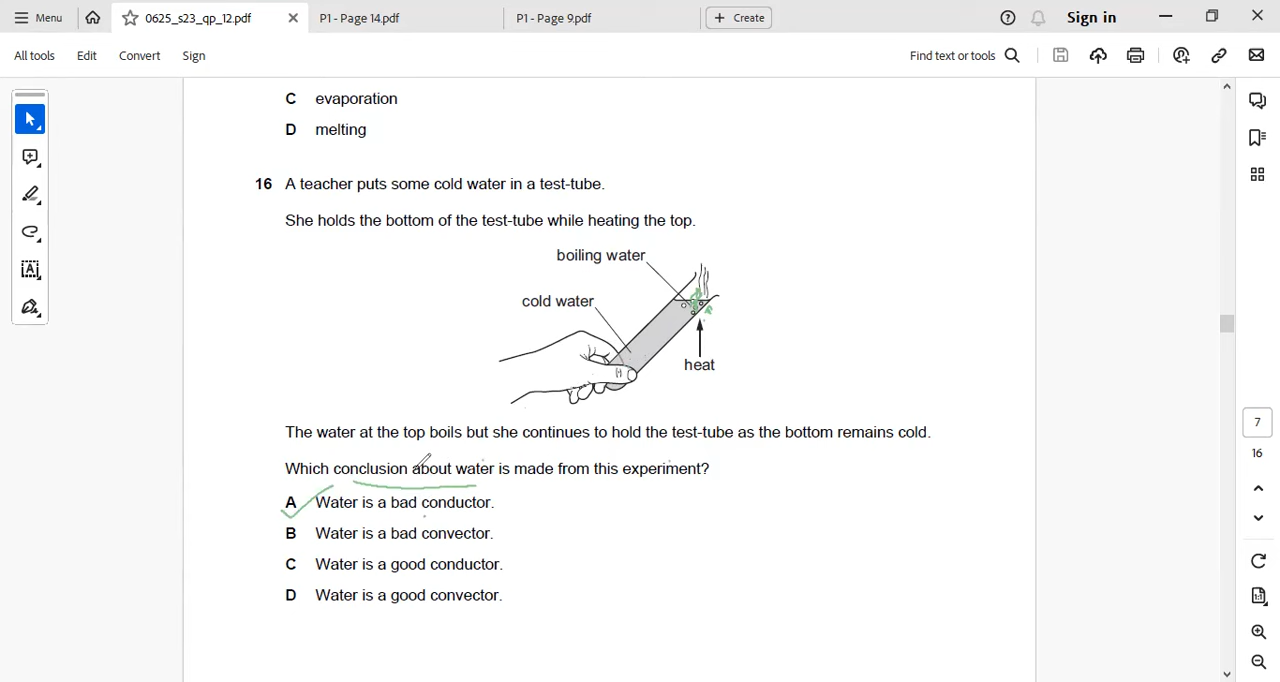 Menu
0625_s23_qp_12.pdf
P1 - Page 14.pdf
P1 - Page 9.pdf
+ Create
Sign in
All tools
Edit
Convert
Sign
Find text or tools
C evaporation
D melting
16 A teacher puts some cold water in a test-tube.
She holds the bottom of the test-tube while heating the top.
boiling water
cold water
heat
The water at the top boils but she continues to hold the test-tube as the bottom remains cold.
Which conclusion about water is made from this experiment?
A Water is a bad conductor.
B Water is a bad convector.
C Water is a good conductor.
D Water is a good convector.
7
16